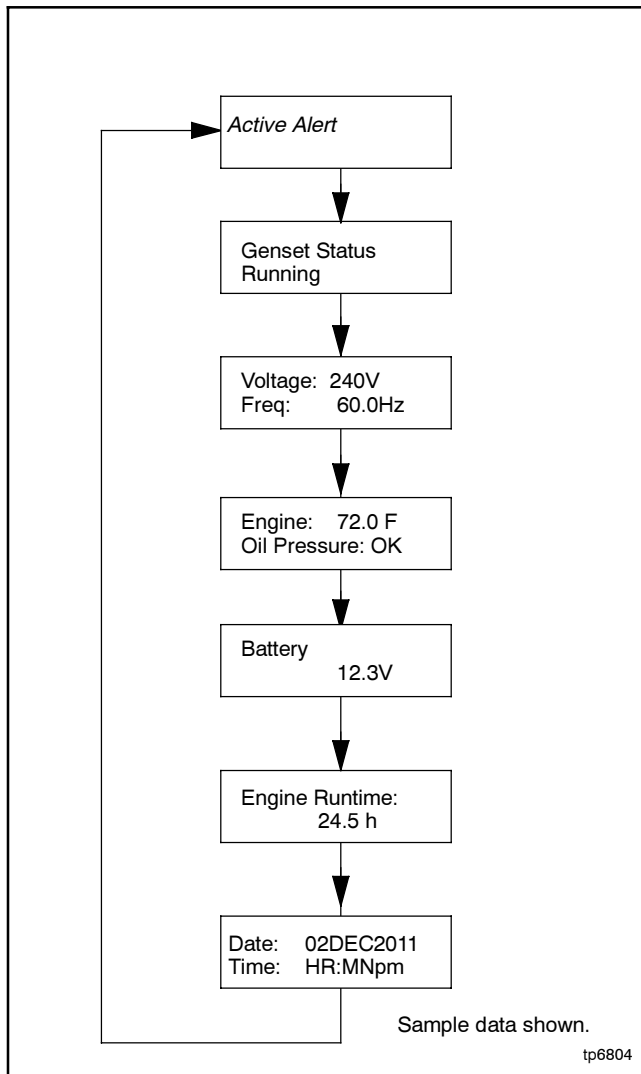 Active Alert
Genset Status
Running
Voltage: 240V
Freq: 60.0Hz
Engine: 72.0 F
Oil Pressure: OK
Battery
12.3V
Engine Runtime:
24.5 h
Date: 02DEC2011
Time: HR:MNpm
Sample data shown.
tp6804